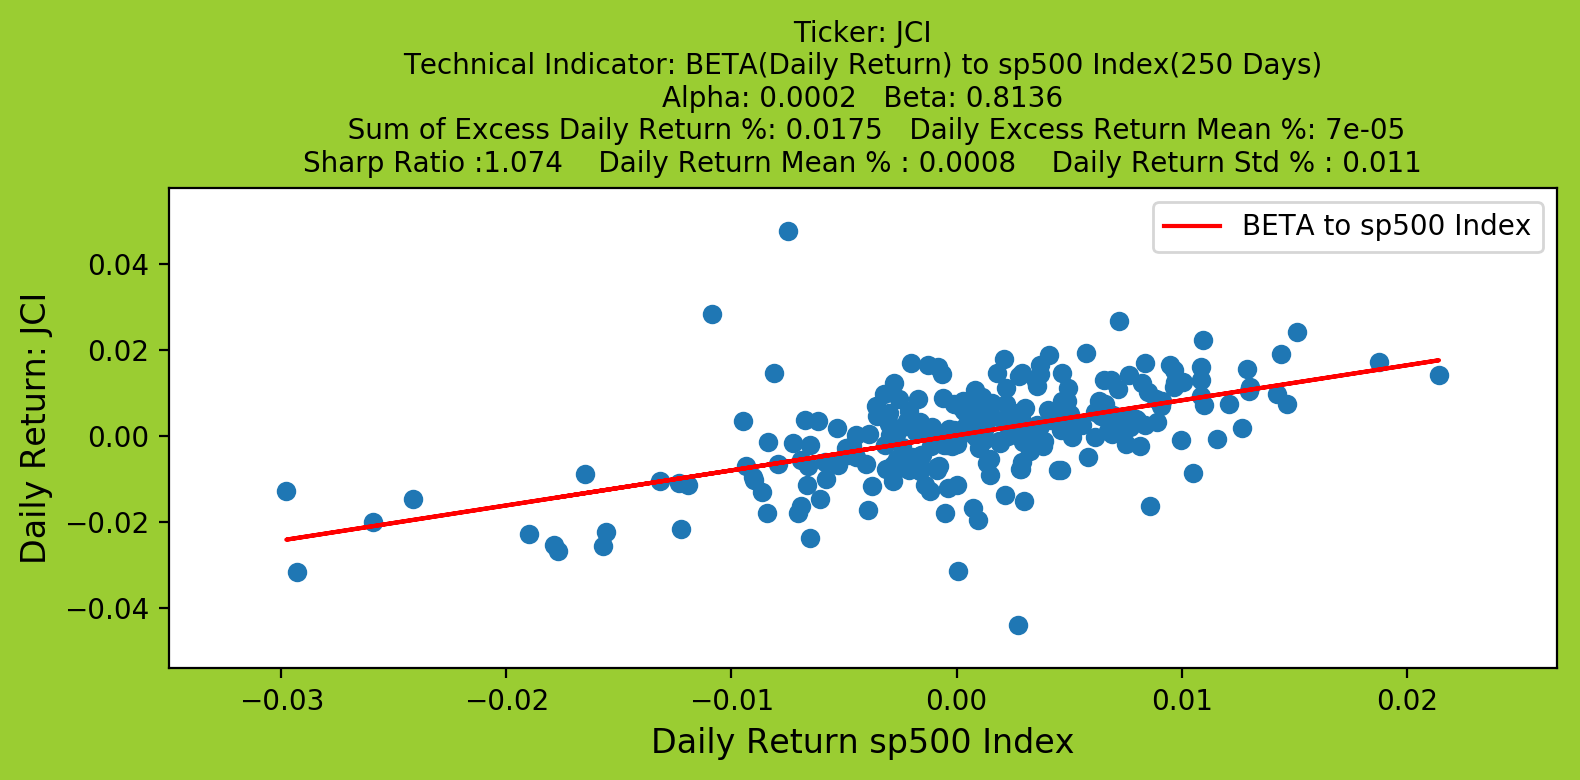 Ticker: JCI
Technical Indicator: BETA(Daily Return) to sp500 Index(250 Days)
Alpha: 0.0002   Beta: 0.8136
Sum of Excess Daily Return %: 0.0175   Daily Excess Return Mean %: 7e-05
Sharp Ratio :1.074    Daily Return Mean % : 0.0008    Daily Return Std % : 0.011
BETA to sp500 Index
Daily Return: JCI
0.04
0.02
0.00
−0.02
−0.04
−0.03 −0.02 −0.01 0.00 0.01 0.02
Daily Return sp500 Index